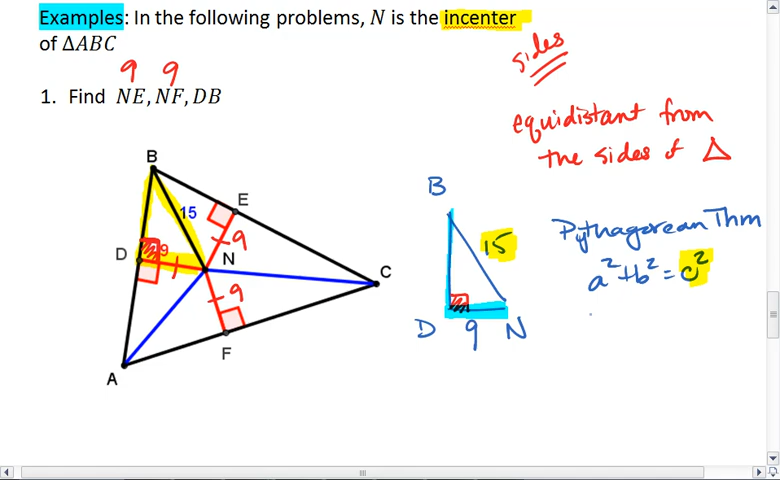 Examples: In the following problems, N is the incenter
of ΔABC
sides
9 9
1. Find NE, NF, DB
equidistant from
the sides of Δ
B
15
E
D
9
9
N
C
9
F
A
B
15
D 9 N
Pythagorean Thm
a² + b² = c²